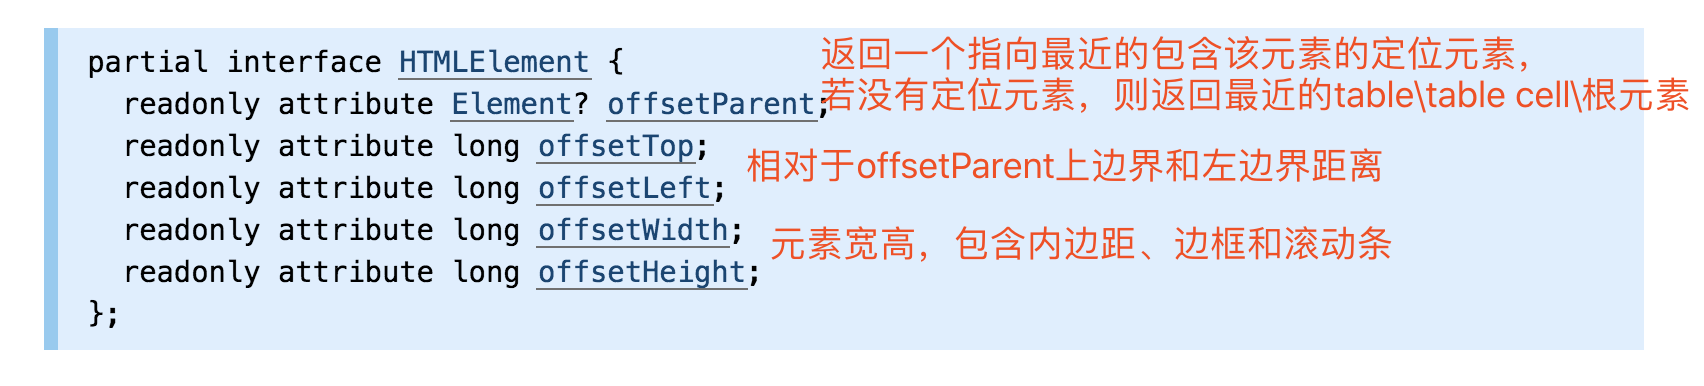 partial interface HTMLElement {
返回一个指向最近的包含该元素的定位元素，
readonly attribute Element? offsetParent;
若没有定位元素，则返回最近的table\table cell\根元素
readonly attribute long offsetTop;
相对于offsetParent上边界和左边界距离
readonly attribute long offsetLeft;
readonly attribute long offsetWidth;
元素宽高，包含内边距、边框和滚动条
readonly attribute long offsetHeight;
};